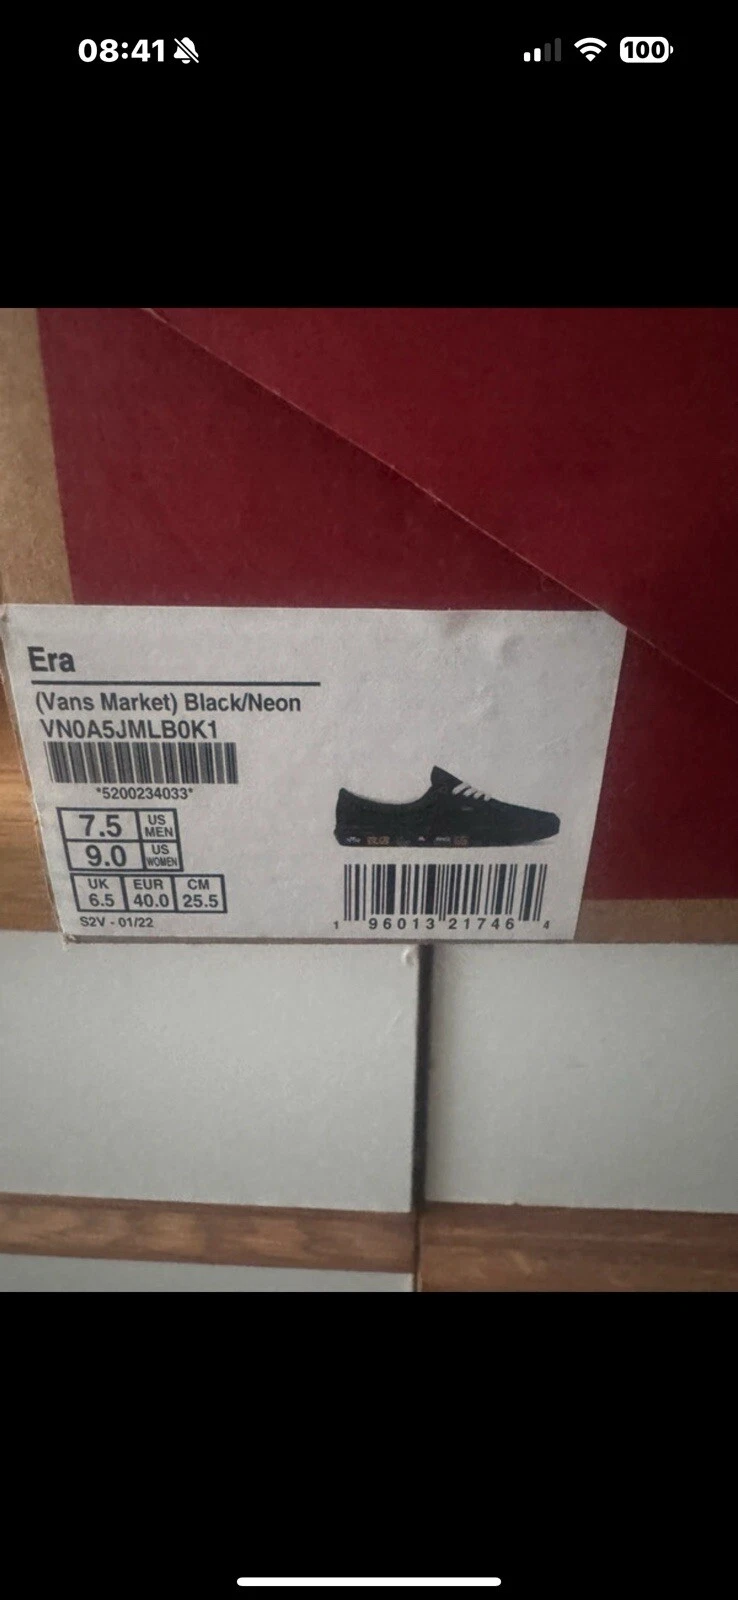 08:41
100
Era
(Vans Market) Black/Neon
VN0A5JMLB0K1
*5200234033*
7.5 US MEN
9.0 US WOMEN
UK EUR CM
6.5 40.0 25.5
S2V - 01/22
1 96013 21746 4